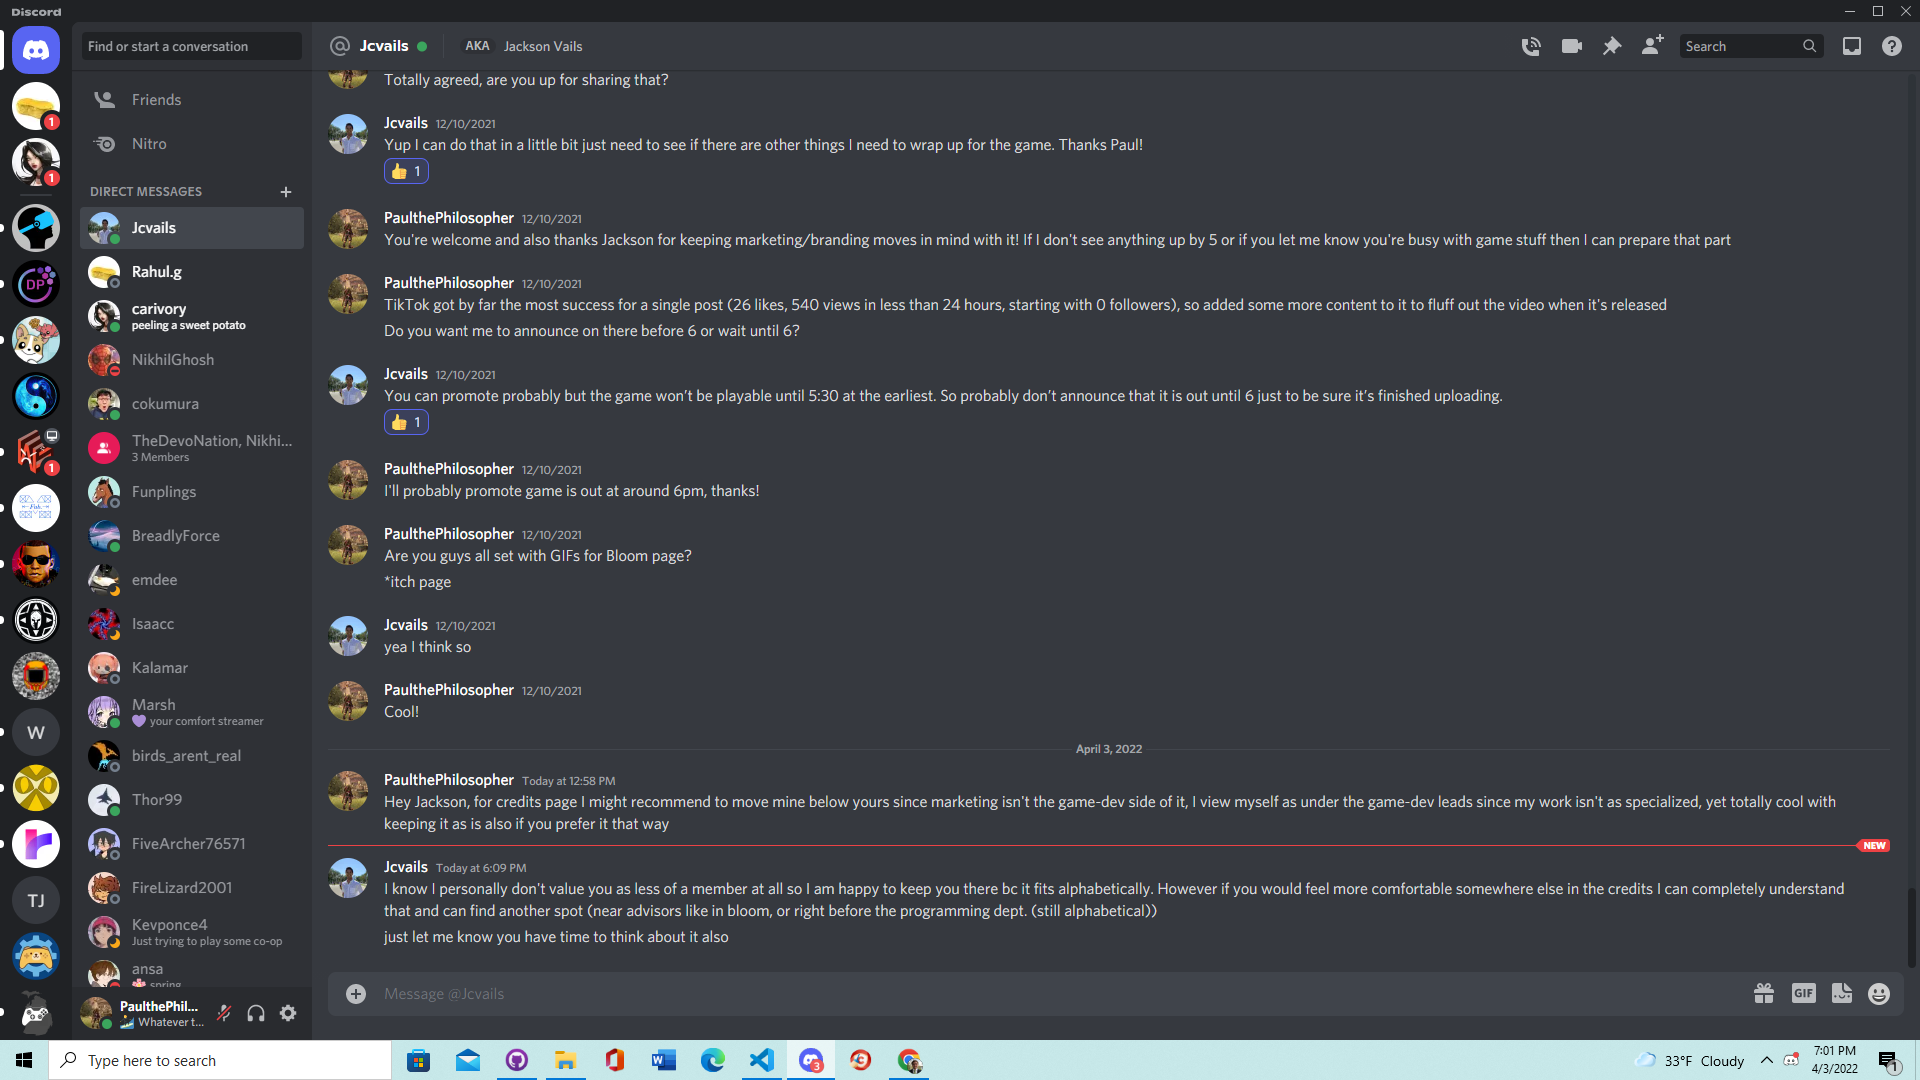 Discord
Find or start a conversation
Friends
Nitro
DIRECT MESSAGES
Jcvails
Rahul.g
carivory
peeling a sweet potato
NikhilGhosh
cokumura
TheDevoNation, Nikhi...
3 Members
Funplings
BreadlyForce
emdee
Isaacc
Kalamar
Marsh
your comfort streamer
birds_arent_real
Thor99
FiveArcher76571
FireLizard2001
Kevponce4
Just trying to play some co-op
ansa
spring
PaulthePhil...
Whatever t...
1
1
DP
1
W
TJ
Jcvails
AKA Jackson Vails
Search
Totally agreed, are you up for sharing that?
Jcvails 12/10/2021
Yup I can do that in a little bit just need to see if there are other things I need to wrap up for the game. Thanks Paul!
1
PaulthePhilosopher 12/10/2021
You're welcome and also thanks Jackson for keeping marketing/branding moves in mind with it! If I don't see anything up by 5 or if you let me know you're busy with game stuff then I can prepare that part
PaulthePhilosopher 12/10/2021
TikTok got by far the most success for a single post (26 likes, 540 views in less than 24 hours, starting with 0 followers), so added some more content to it to fluff out the video when it's released
Do you want me to announce on there before 6 or wait until 6?
Jcvails 12/10/2021
You can promote probably but the game won't be playable until 5:30 at the earliest. So probably don't announce that it is out until 6 just to be sure it's finished uploading.
1
PaulthePhilosopher 12/10/2021
I'll probably promote game is out at around 6pm, thanks!
PaulthePhilosopher 12/10/2021
Are you guys all set with GIFs for Bloom page?
*itch page
Jcvails 12/10/2021
yea I think so
PaulthePhilosopher 12/10/2021
Cool!
April 3, 2022
PaulthePhilosopher Today at 12:58 PM
Hey Jackson, for credits page I might recommend to move mine below yours since marketing isn't the game-dev side of it, I view myself as under the game-dev leads since my work isn't as specialized, yet totally cool with
keeping it as is also if you prefer it that way
NEW
Jcvails Today at 6:09 PM
I know I personally don't value you as less of a member at all so I am happy to keep you there bc it fits alphabetically. However if you would feel more comfortable somewhere else in the credits I can completely understand
that and can find another spot (near advisors like in bloom, or right before the programming dept. (still alphabetical))
just let me know you have time to think about it also
Message @Jcvails
GIF
Type here to search
3
33°F Cloudy
7:01 PM
4/3/2022
1